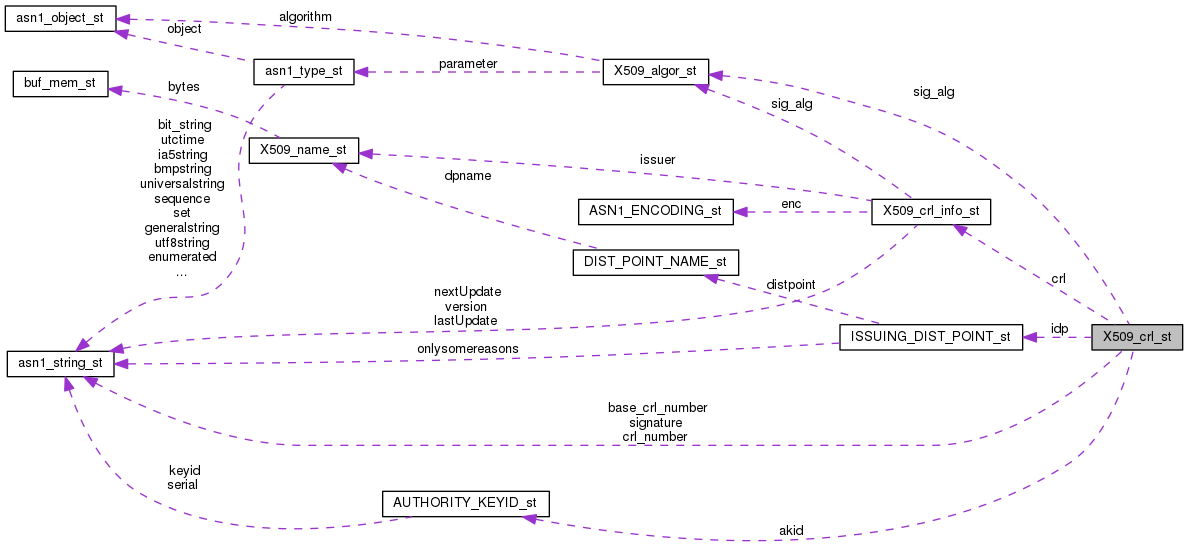 asn1_object_st
algorithm
object
asn1_type_st
parameter
X509_algor_st
buf_mem_st
bytes
sig_alg
sig_alg
bit_string
utctime
ia5string
bmpstring
universalstring
sequence
set
generalstring
utf8string
enumerated
...
X509_name_st
issuer
dpname
ASN1_ENCODING_st
enc
X509_crl_info_st
DIST_POINT_NAME_st
distpoint
crl
nextUpdate
version
lastUpdate
ISSUING_DIST_POINT_st
idp
X509_crl_st
onlysomereasons
asn1_string_st
base_crl_number
signature
crl_number
keyid
serial
AUTHORITY_KEYID_st
akid